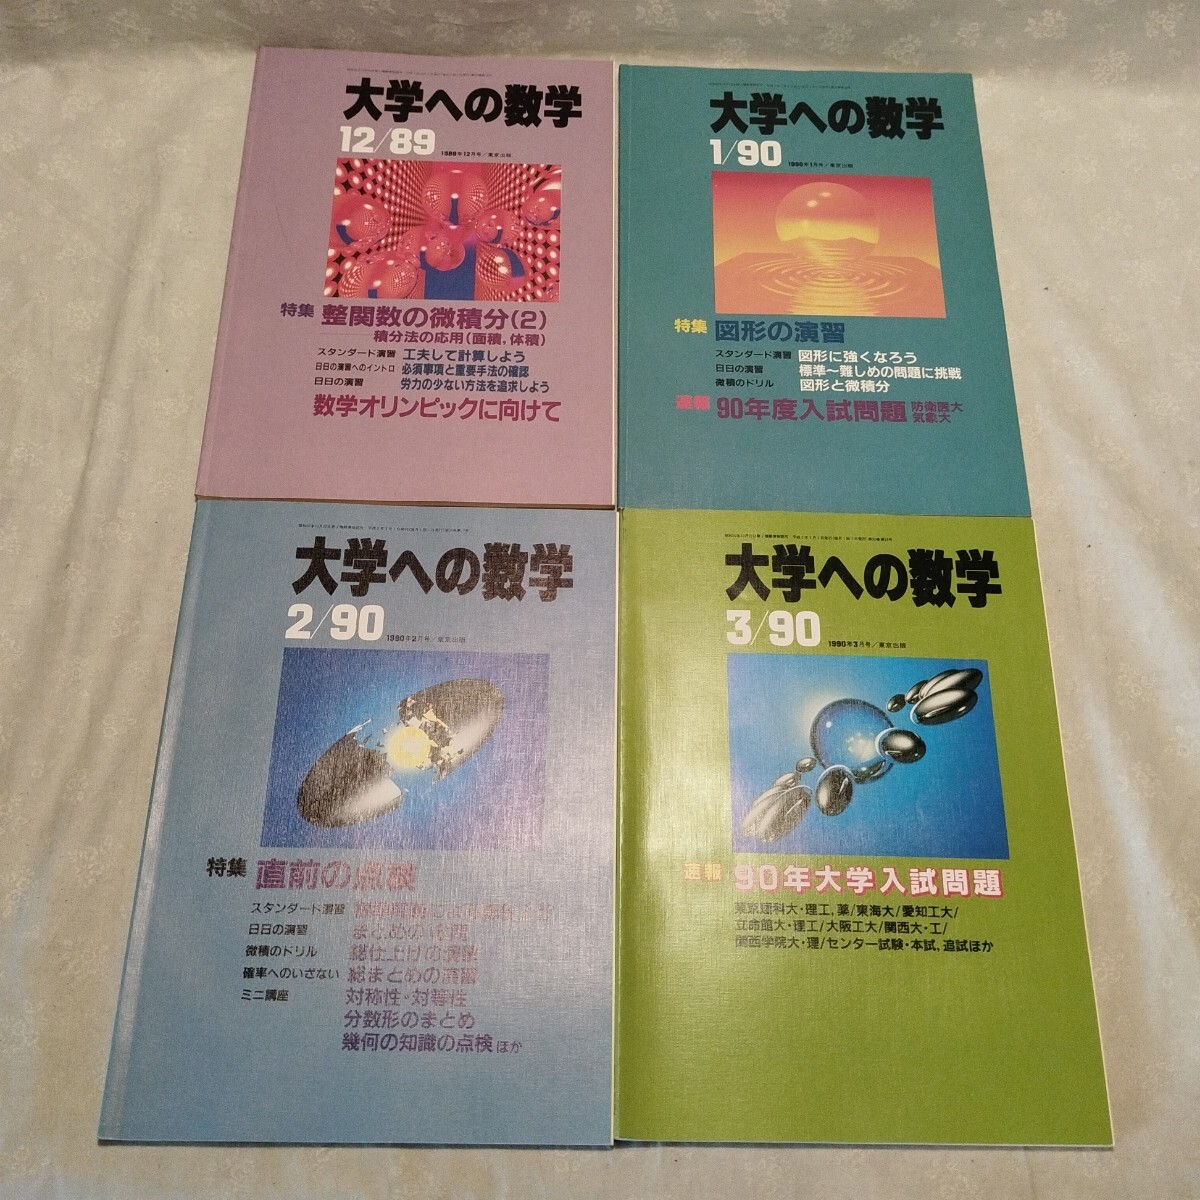 大学への数学
12/89
1989年12月号/東京出版
特集 整関数の微積分(2)
積分法の応用(面積,体積)
スタンダード演習 工夫して計算しよう
日日の演習へのイントロ 必須事項と重要手法の確認
日日の演習 労力の少ない方法を追求しよう
数学オリンピックに向けて
大学への数学
1/90
1990年1月号/東京出版
特集 図形の演習
スタンダード演習 図形に強くなろう
日日の演習 標準〜難しめの問題に挑戦
微積のドリル 図形と微積分
速報 90年度入試問題 防衛医大
気象大
大学への数学
2/90
1990年2月号/東京出版
特集 直前の点検
スタンダード演習
日日の演習 まとめの
微積のドリル 総仕上げの演習
確率へのいざない 総まとめの演習
ミニ講座 対称性・対等性
分数形のまとめ
幾何の知識の点検 ほか
大学への数学
3/90
1990年3月号/東京出版
速報 90年大学入試問題
東京理科大・理工,薬/東海大/愛知工大/
立命館大・理工/大阪工大/関西大・工/
関西学院大・理/センター試験・本試,追試ほか